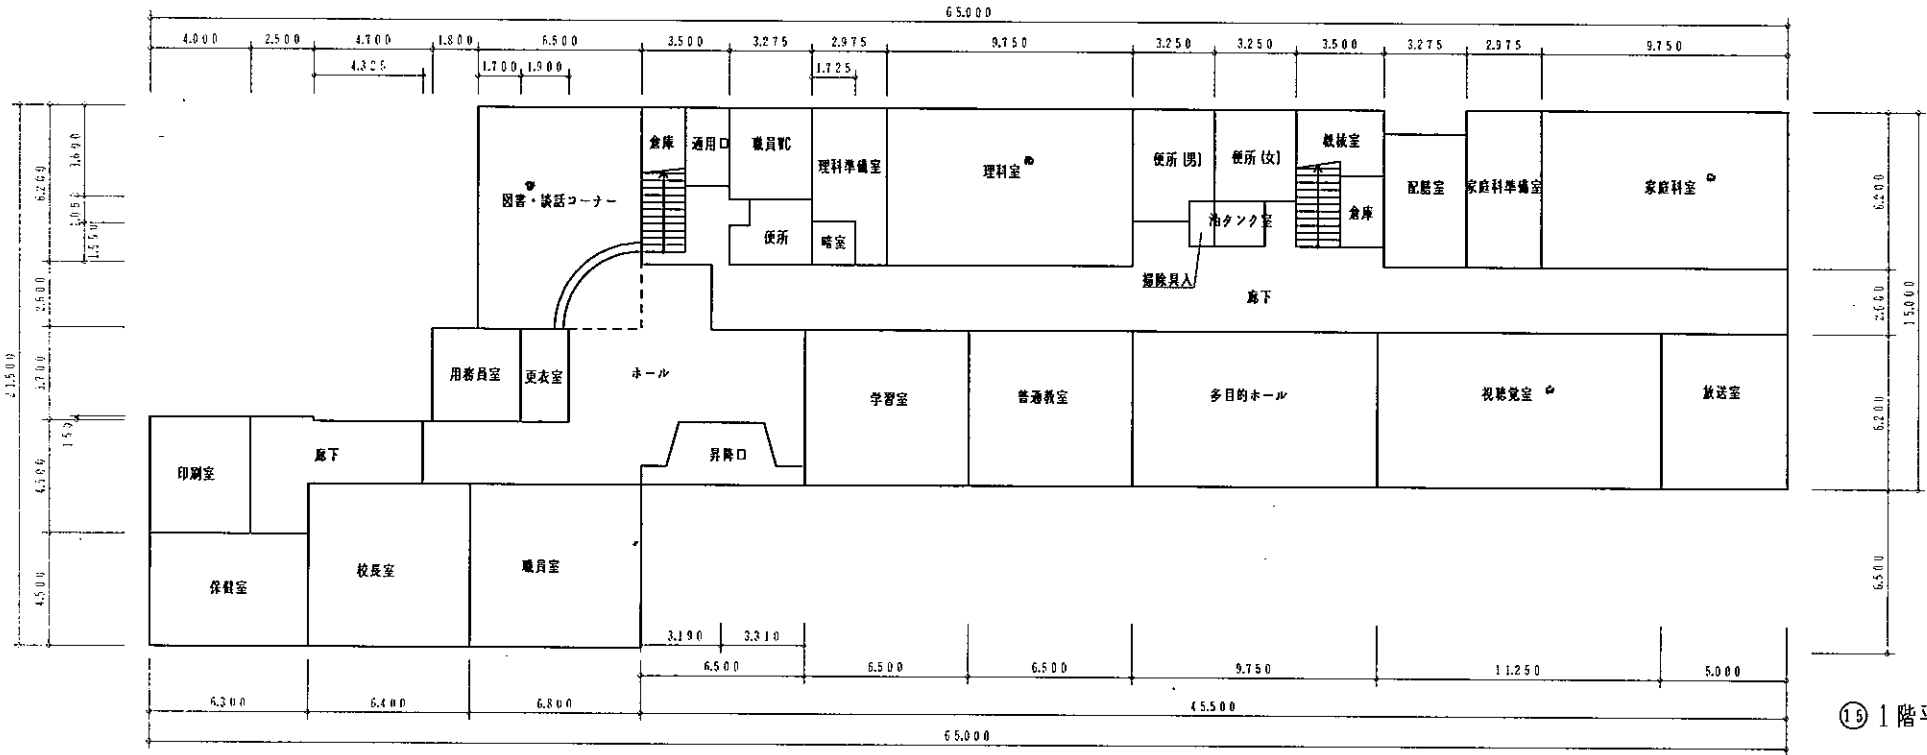 65.000
4.000 2.500 4.700 1.800 6.500 3.500 3.275 2.975 9.750 3.250 3.250 3.500 3.275 2.975 9.750
4.325 1.700 1.900 1.725
倉庫 通用口 職員WC 理科準備室 理科室 便所(男) 便所(女) 機械室 配膳室 家庭科準備室 家庭科室
図書・談話コーナー 便所 暗室 油タンク室 倉庫
掃除具入
廊下
用務員室 更衣室 ホール 学習室 普通教室 多目的ホール 視聴覚室 放送室
印刷室 廊下 昇降口
保健室 校長室 職員室
21.500
6.200 3.600
1.550
3.700
150
4.500
6.200
15.000
6.200
6.500
3.190 3.310
6.500 6.500 6.500 9.750 11.250 5.000
6.300 6.400 6.800 45.500
65.000
⑮ 1階